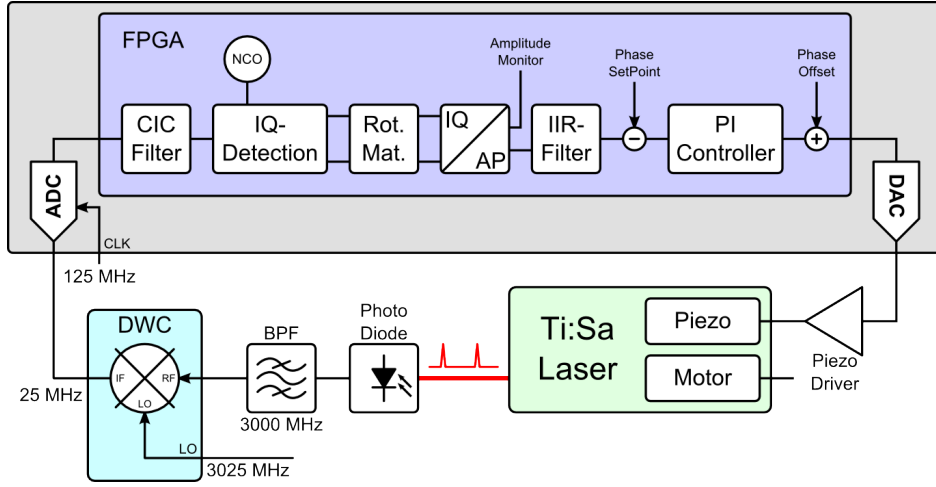 FPGA
NCO
Amplitude
Monitor
Phase
SetPoint
Phase
Offset
CIC
Filter
IQ-
Detection
Rot.
Mat.
IQ
AP
IIR-
Filter
PI
Controller
ADC
DAC
CLK
125 MHz
DWC
IF
RF
LO
25 MHz
LO
3025 MHz
BPF
3000 MHz
Photo
Diode
Ti:Sa
Laser
Piezo
Motor
Piezo
Driver